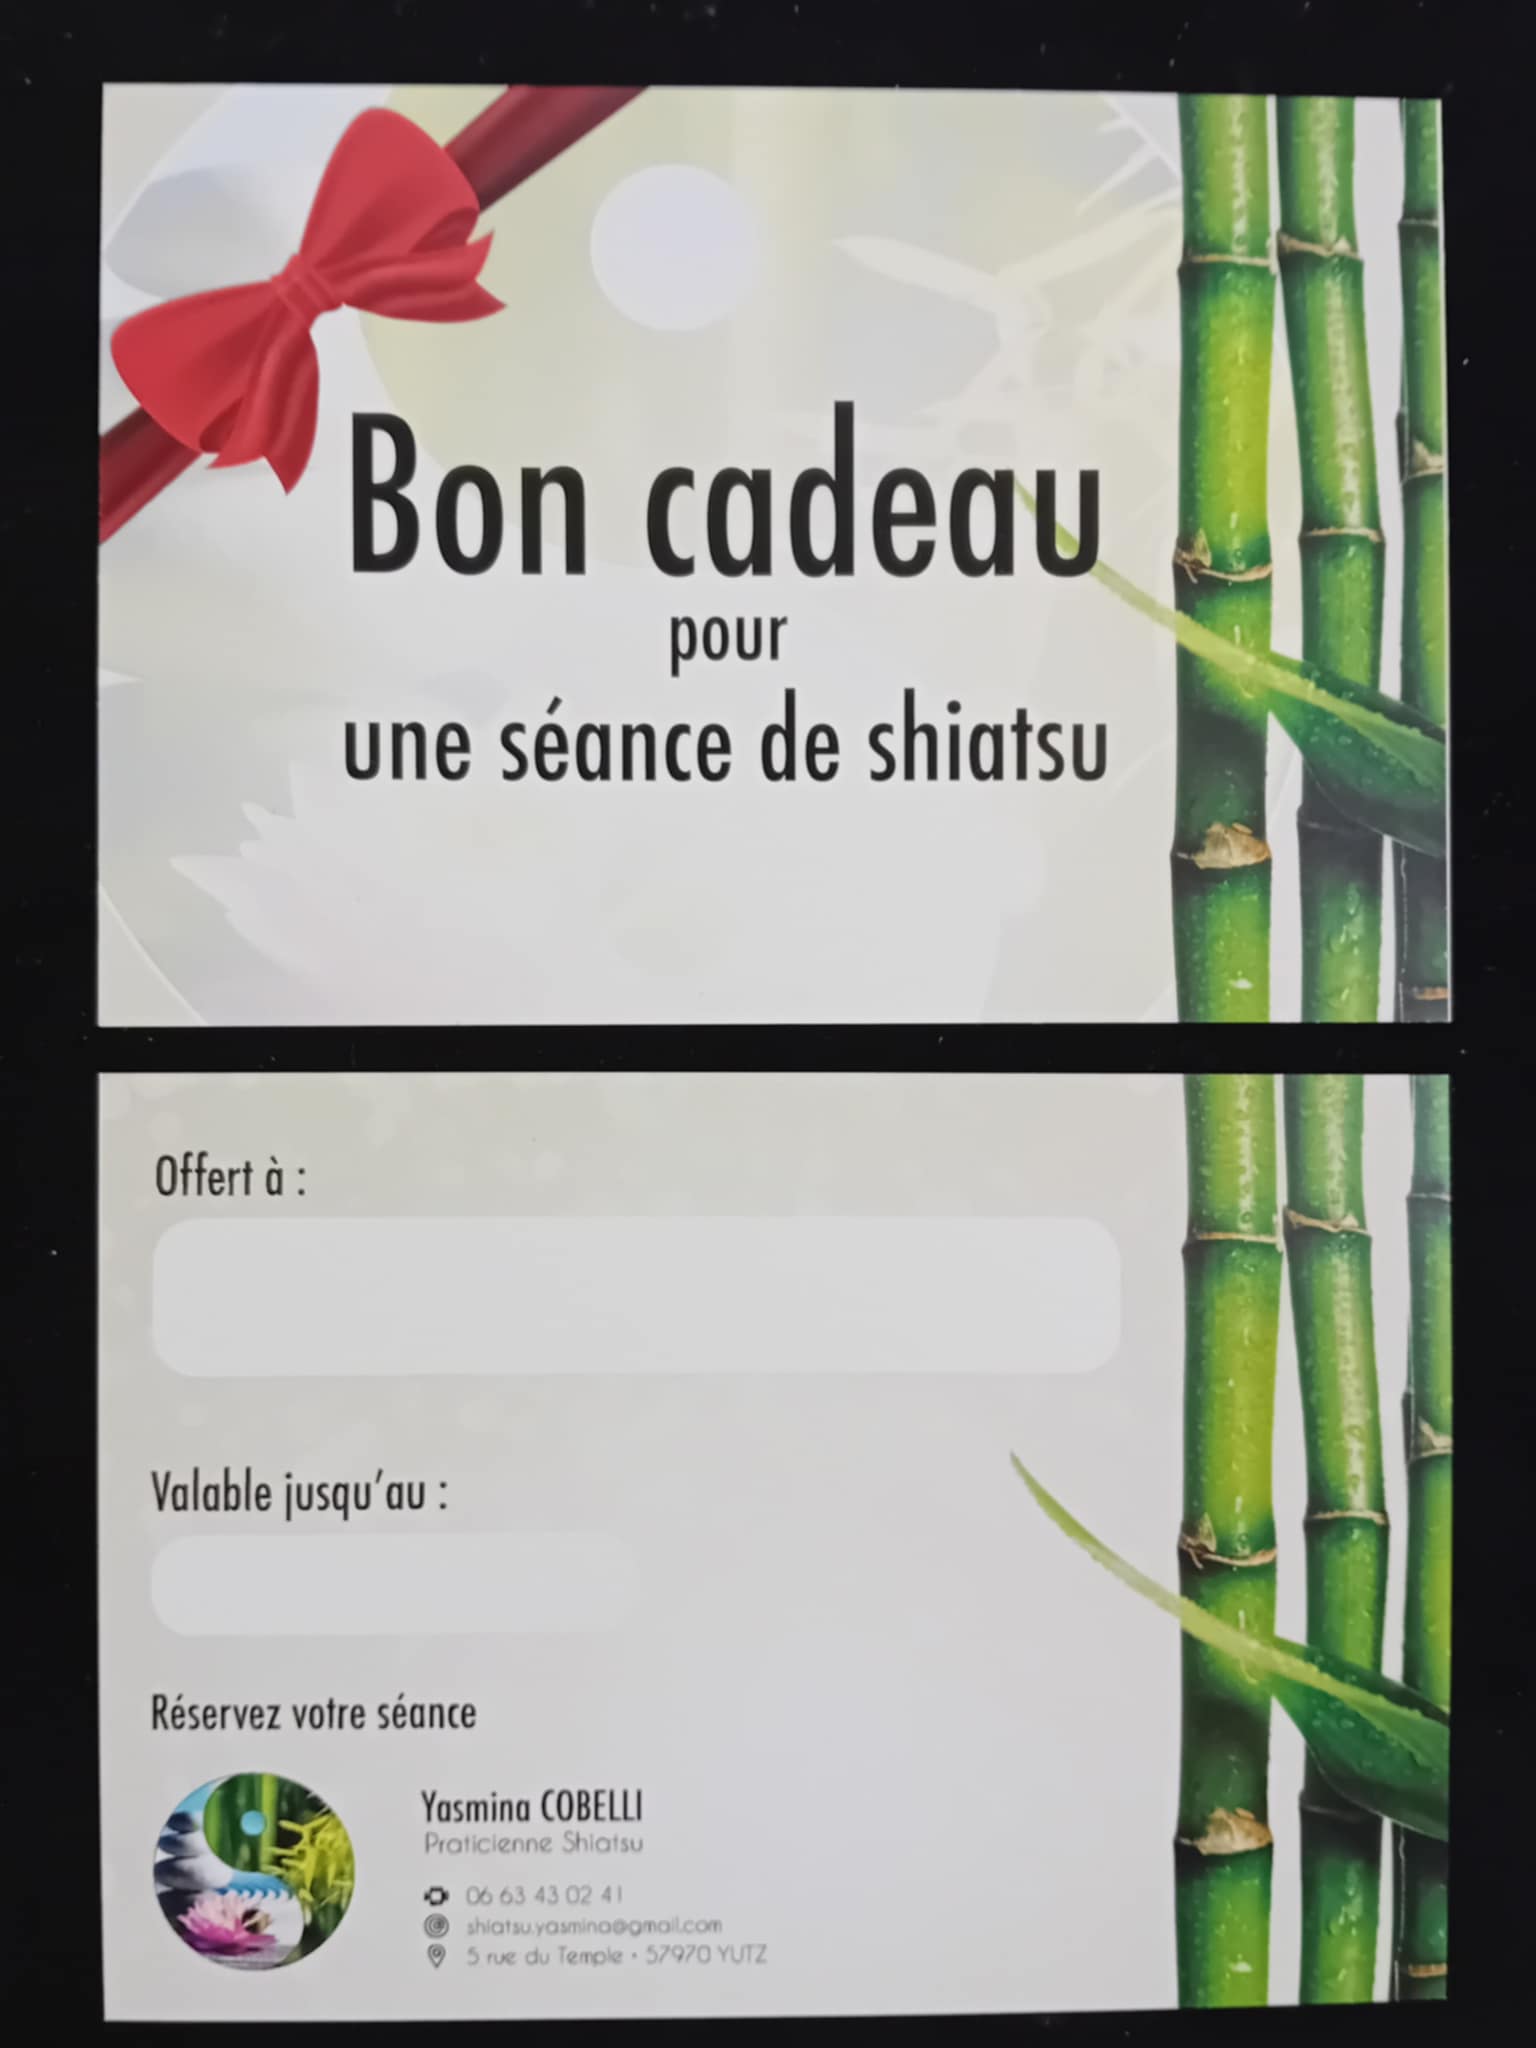 Bon cadeau
pour
une séance de shiatsu
Offert à :
Valable jusqu'au :
Réservez votre séance
Yasmina COBELLI
Praticienne Shiatsu
06 63 43 02 41
shiatsu.yasmina@gmail.com
5 rue du Temple • 57970 YUTZ